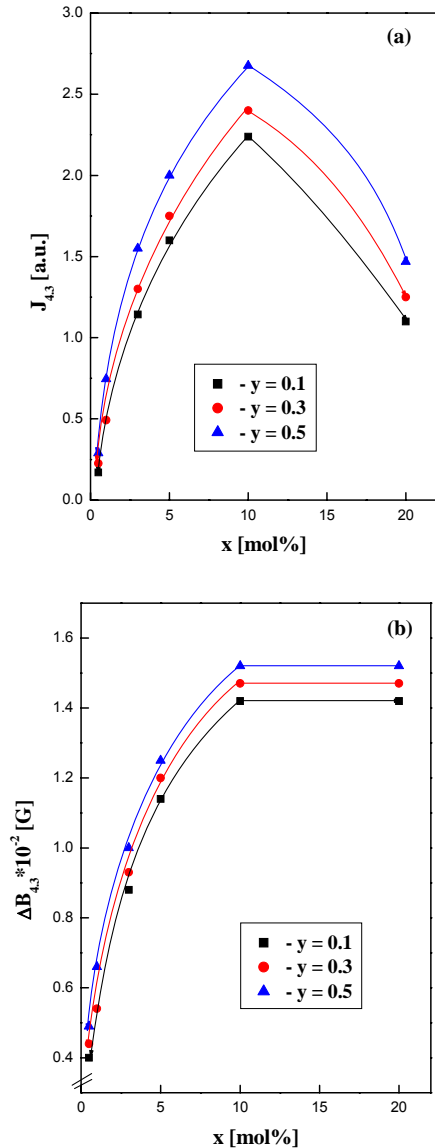 (a)
3.0
2.5
2.0
1.5
1.0
0.5
0.0
J4.3 [a.u.]
- y = 0.1
- y = 0.3
- y = 0.5
0 5 10 15 20
x [mol%]
(b)
1.6
1.4
1.2
1.0
0.8
0.6
0.4
ΔB4.3*10-2 [G]
- y = 0.1
- y = 0.3
- y = 0.5
0 5 10 15 20
x [mol%]